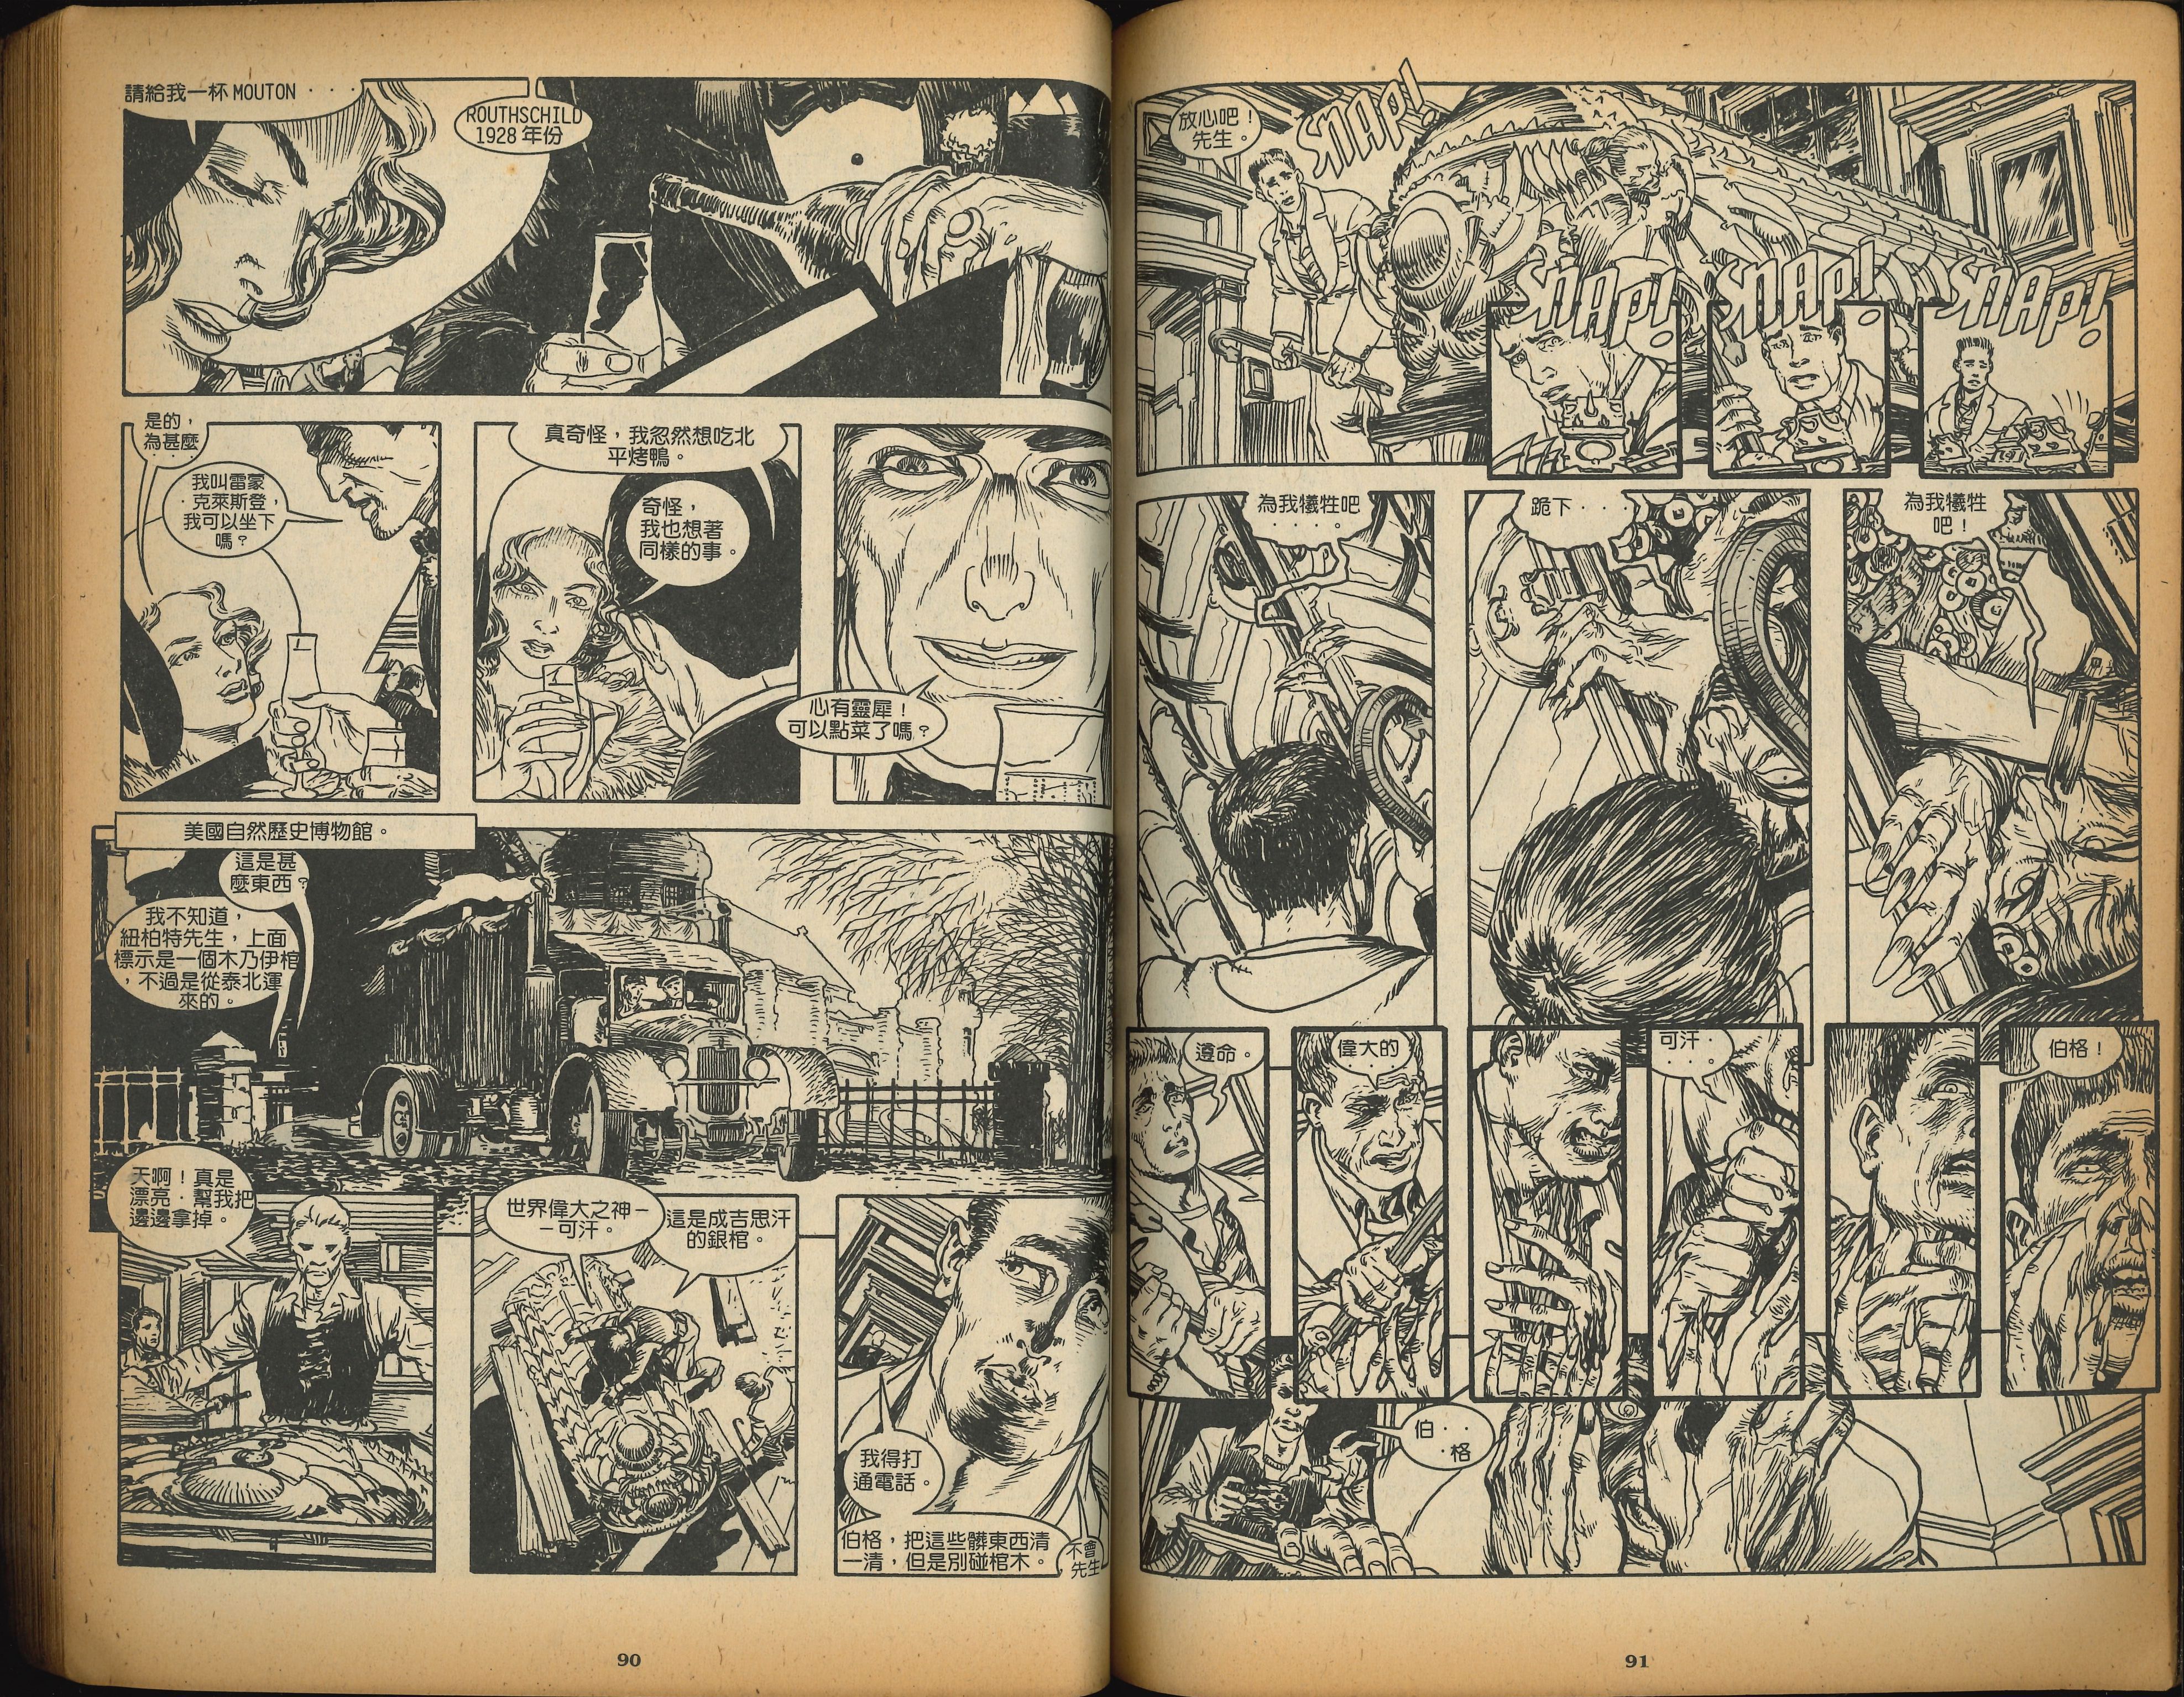 請給我一杯 MOUTON · · ·
ROUTHSCHILD
1928 年份
是的，
為甚麼
· ·
我叫雷蒙
·克萊斯登，
我可以坐下
嗎？
真奇怪，我忽然想吃北
平烤鴨。
奇怪，
我也想著
同樣的事。
心有靈犀！
可以點菜了嗎？
美國自然歷史博物館。
這是甚
麼東西？
我不知道，
紐柏特先生，上面
標示是一個木乃伊棺
，不過是從泰北運
來的。
天啊！真是
漂亮·幫我把
邊邊拿掉。
世界偉大之神－
－可汗。
這是成吉思汗
的銀棺。
我得打
通電話。
伯格，把這些髒東西清
一清，但是別碰棺木。
不會
，先生
90
放心吧！
先生。
SNAP!
SNAP!
SNAP!
SNAP!
為我犧牲吧
· · · ·
跪下 · · ·
為我犧牲
吧！
遵命。
偉大的
·
可汗·
· ·
伯格！
伯 · ·
·格
91